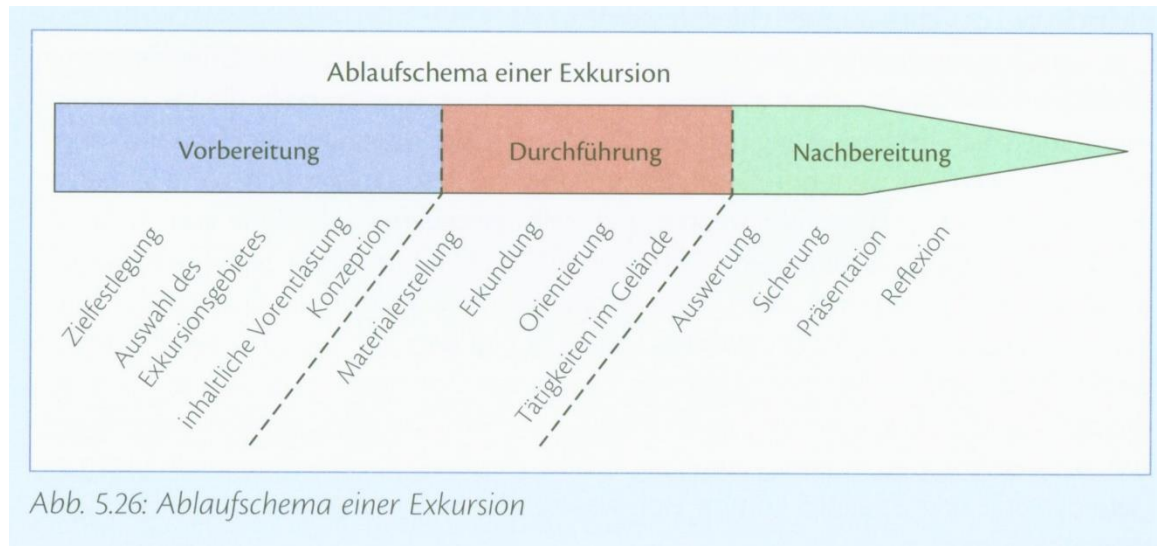 Ablaufschema einer Exkursion
Vorbereitung
Durchführung
Nachbereitung
Zielfestlegung
Auswahl des
Exkursionsgebietes
inhaltliche Vorentlastung
Konzeption
Materialerstellung
Erkundung
Orientierung
Tätigkeiten im Gelände
Auswertung
Sicherung
Präsentation
Reflexion
Abb. 5.26: Ablaufschema einer Exkursion